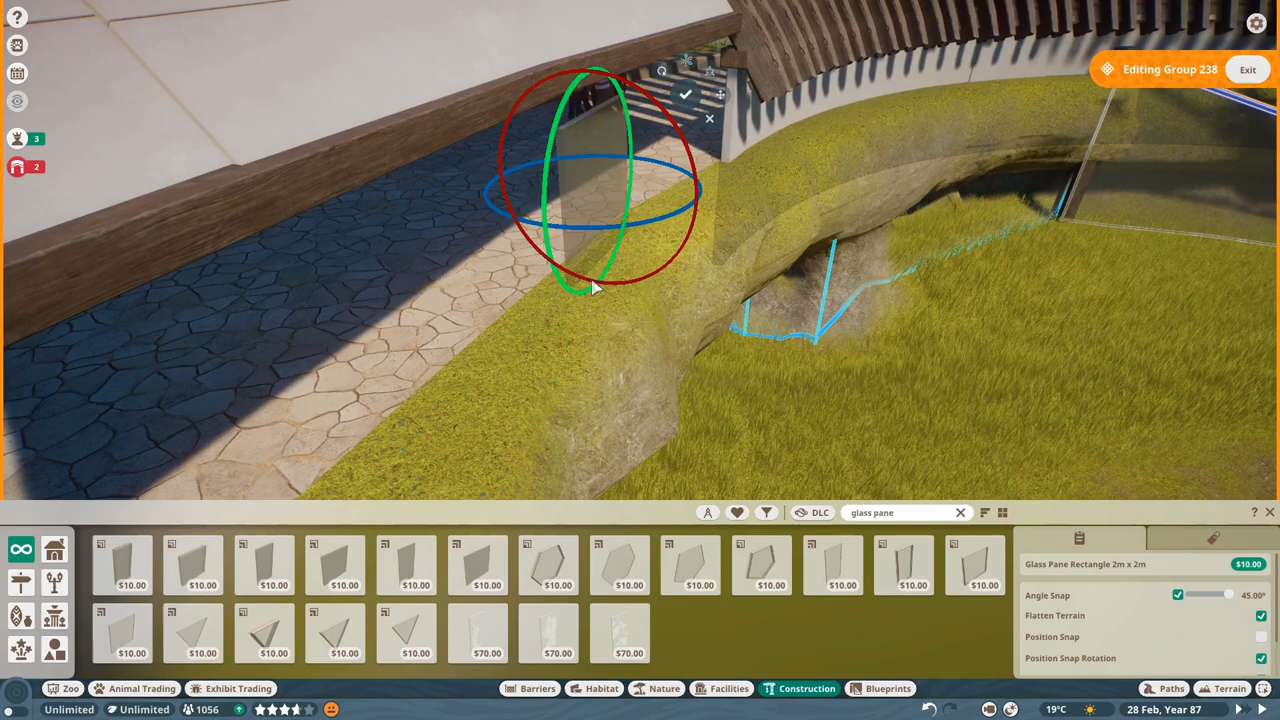 ?
Editing Group 238
Exit
3
2
DLC
glass pane
?
$10.00 $10.00 $10.00 $10.00 $10.00 $10.00 $10.00 $10.00 $10.00 $10.00 $10.00 $10.00 $10.00
$10.00 $10.00 $10.00 $10.00 $10.00 $70.00 $70.00 $70.00
Glass Pane Rectangle 2m x 2m $10.00
Angle Snap 45.00°
Flatten Terrain
Position Snap
Position Snap Rotation
Zoo Animal Trading Exhibit Trading Barriers Habitat Nature Facilities Construction Blueprints Paths Terrain
Unlimited Unlimited 1056 19°C 28 Feb, Year 87